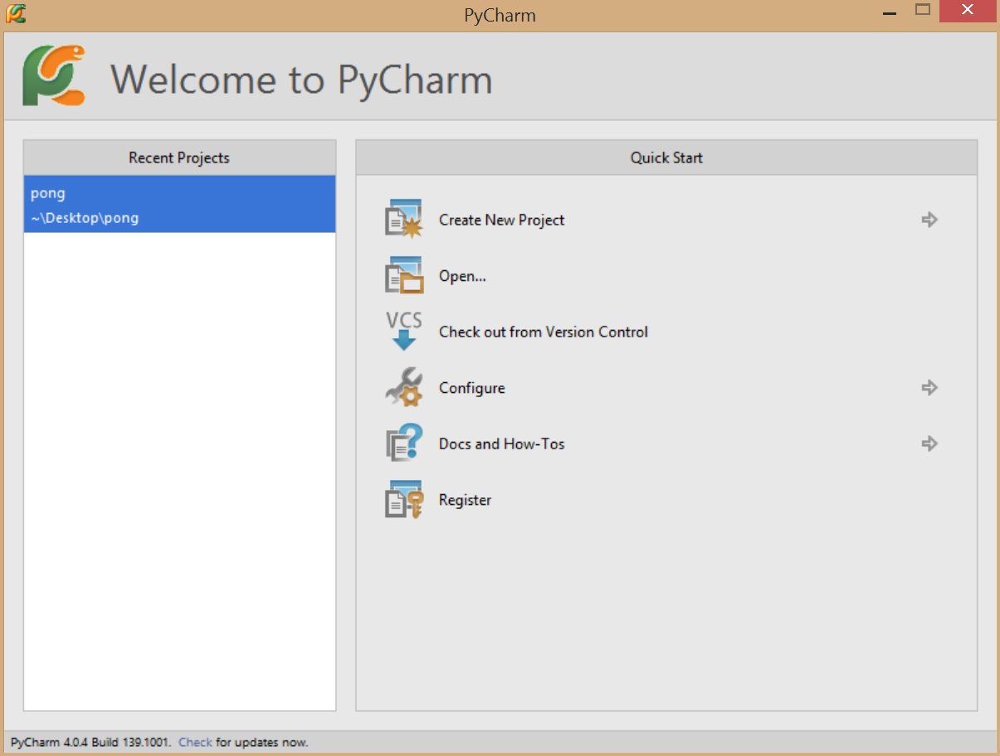 PyCharm
Welcome to PyCharm
Recent Projects
pong
~\Desktop\pong
Quick Start
Create New Project
Open...
VCS
Check out from Version Control
Configure
Docs and How-Tos
Register
PyCharm 4.0.4 Build 139.1001. Check for updates now.